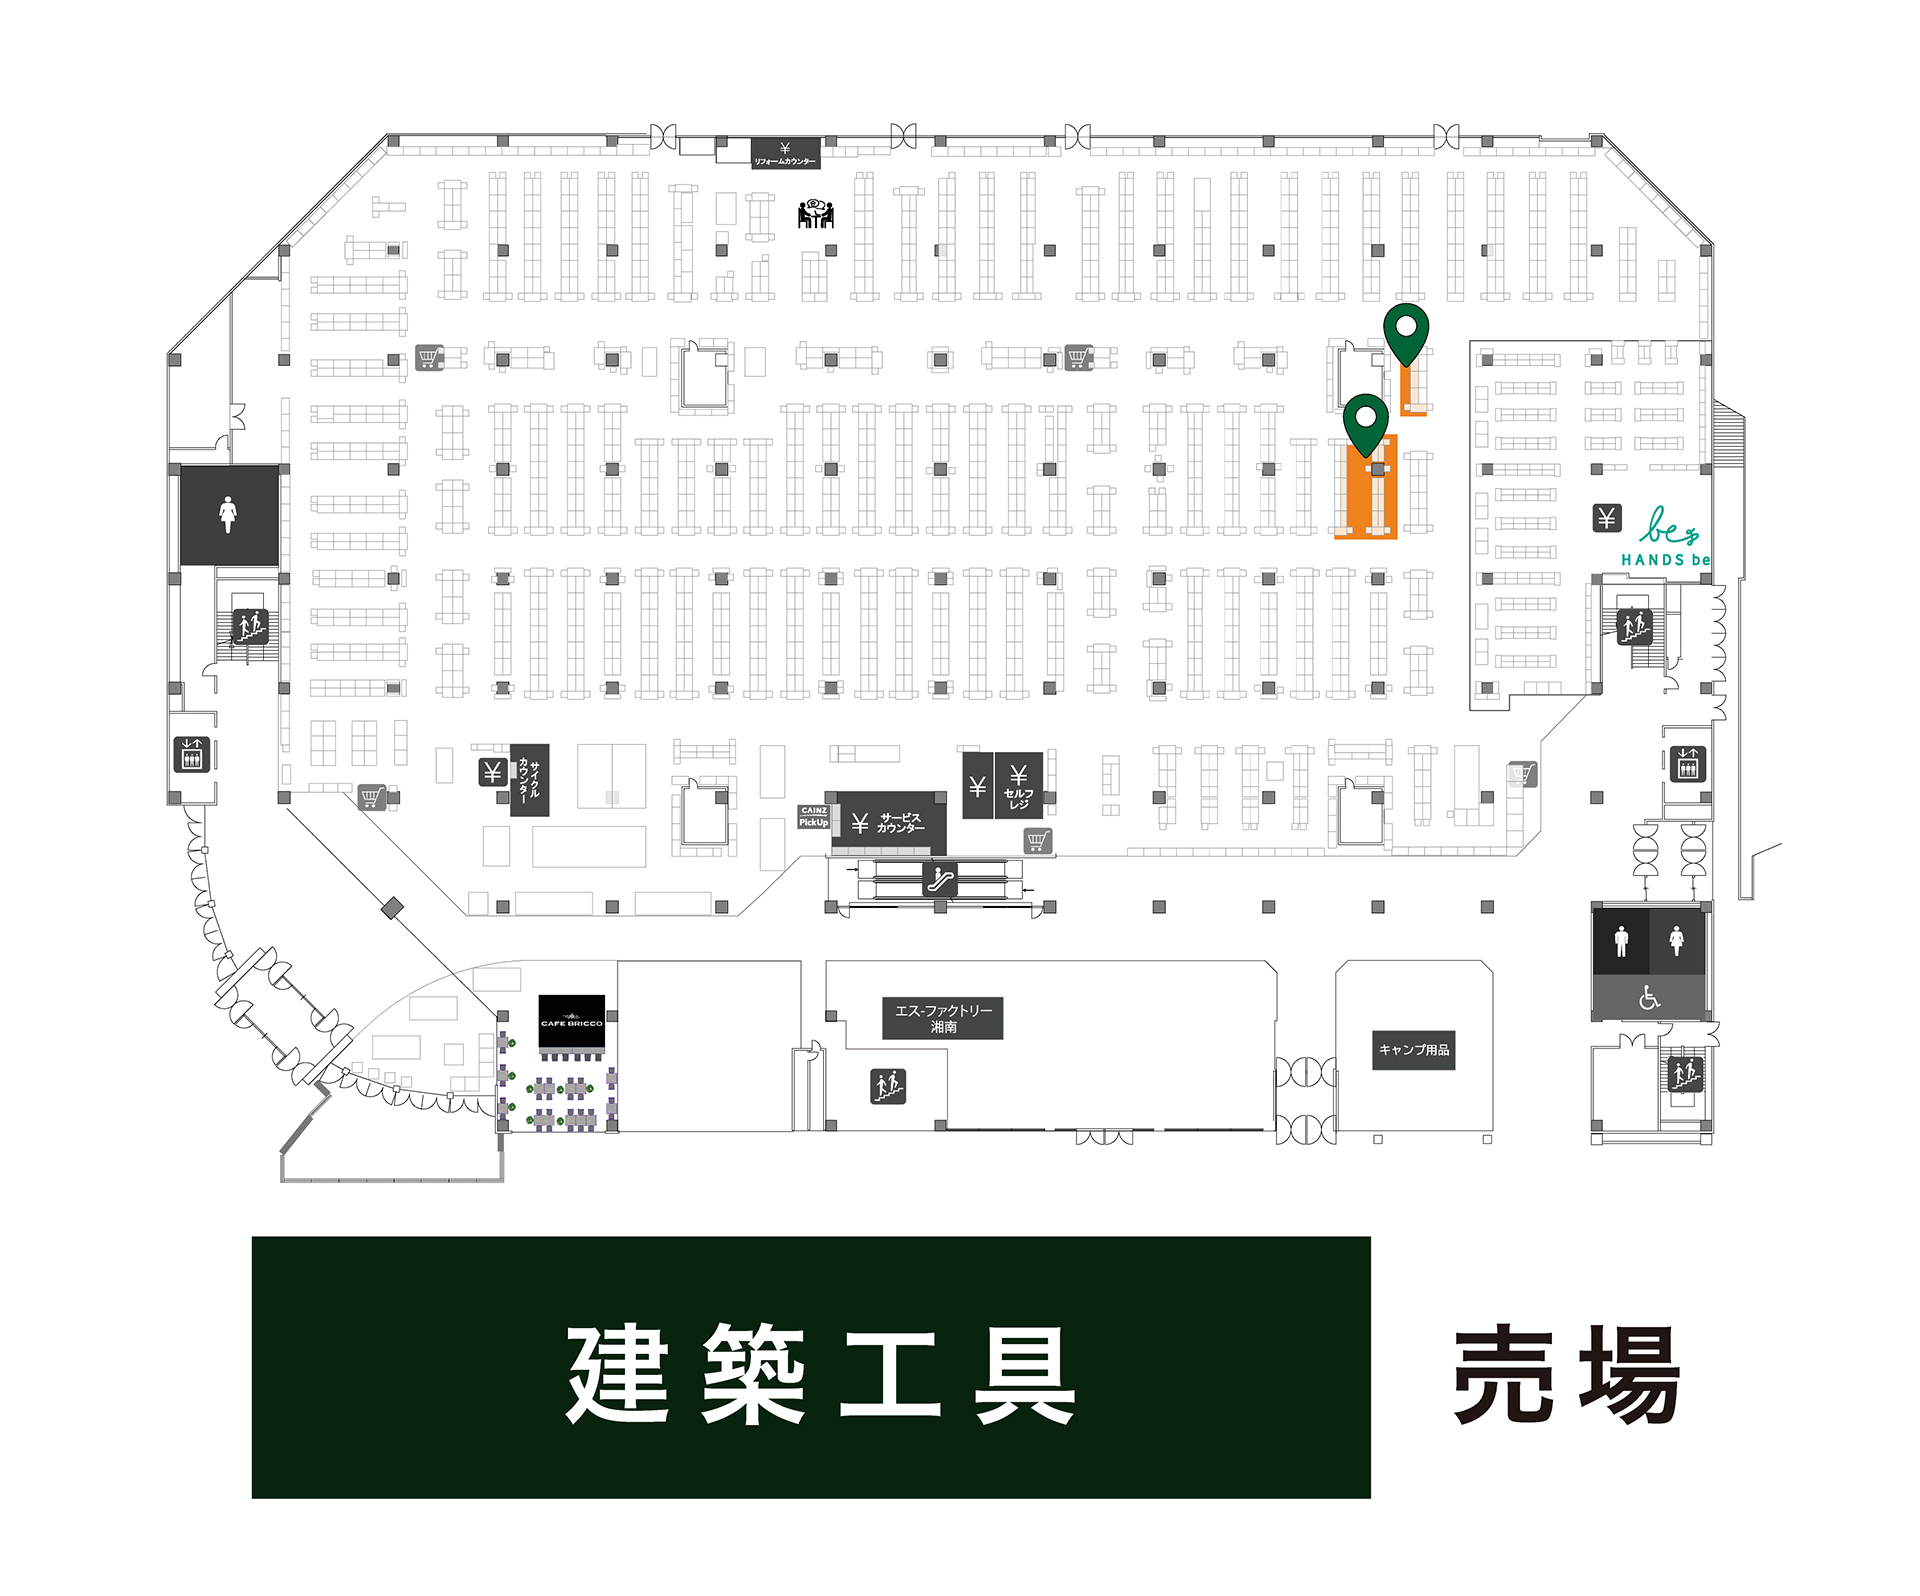 ¥
リフォームカウンター
¥
be
HANDS be
¥
サイクル
カウンター
CAINZ
PickUp
¥
サービス
カウンター
¥
¥
セルフ
レジ
CAFE BRICCO
エス-ファクトリー
湘南
キャンプ用品
建築工具
売場